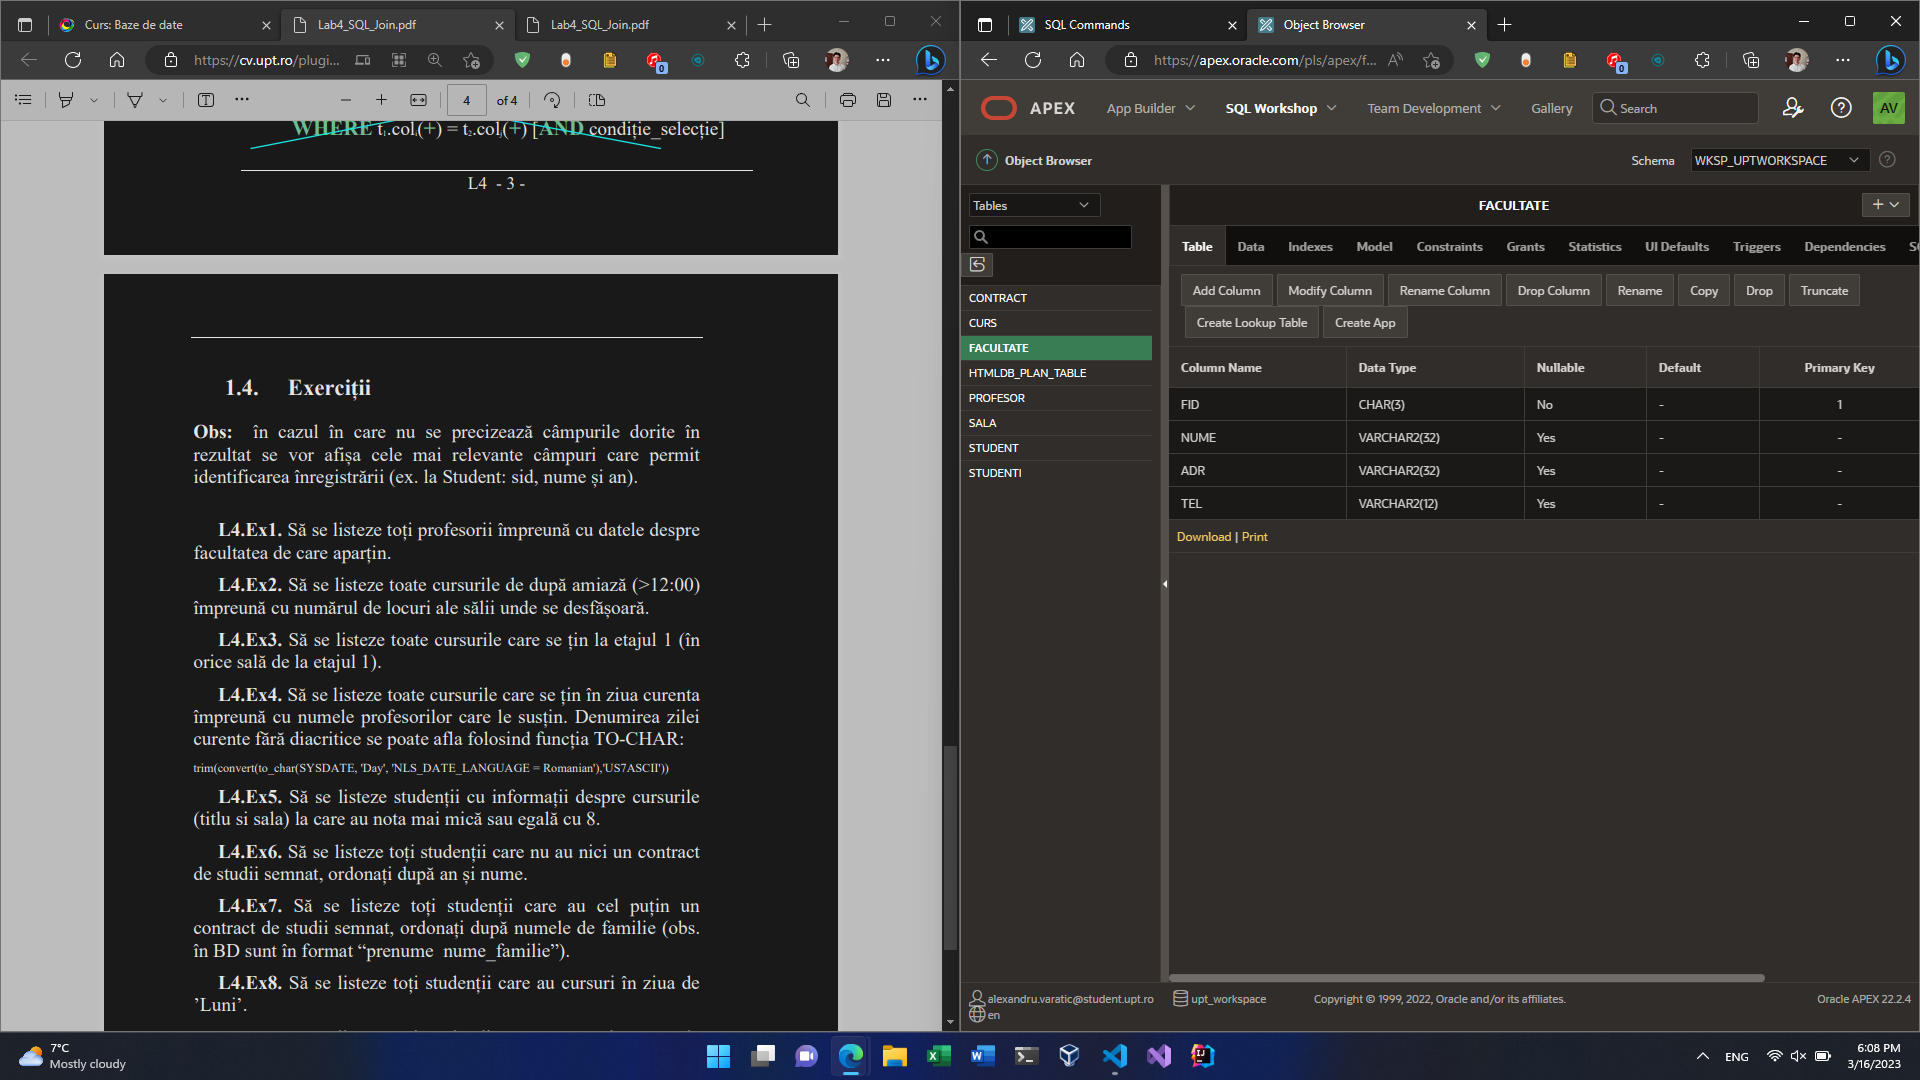 Curs: Baze de date
Lab4_SQL_Join.pdf
Lab4_SQL_Join.pdf
https://cv.upt.ro/plugi...
4 of 4
WHERE t₁.colᵢ(+) = t₂.colⱼ(+) [AND condiție_selecție]
L4 - 3 -
1.4. Exerciții
Obs: în cazul în care nu se precizează câmpurile dorite în
rezultat se vor afișa cele mai relevante câmpuri care permit
identificarea înregistrării (ex. la Student: sid, nume și an).
L4.Ex1. Să se listeze toți profesorii împreună cu datele despre
facultatea de care aparțin.
L4.Ex2. Să se listeze toate cursurile de după amiază (>12:00)
împreună cu numărul de locuri ale sălii unde se desfășoară.
L4.Ex3. Să se listeze toate cursurile care se țin la etajul 1 (în
orice sală de la etajul 1).
L4.Ex4. Să se listeze toate cursurile care se țin în ziua curenta
împreună cu numele profesorilor care le susțin. Denumirea zilei
curente fără diacritice se poate afla folosind funcția TO-CHAR:
trim(convert(to_char(SYSDATE, 'Day', 'NLS_DATE_LANGUAGE = Romanian'),'US7ASCII'))
L4.Ex5. Să se listeze studenții cu informații despre cursurile
(titlu si sala) la care au nota mai mică sau egală cu 8.
L4.Ex6. Să se listeze toți studenții care nu au nici un contract
de studii semnat, ordonați după an și nume.
L4.Ex7. Să se listeze toți studenții care au cel puțin un
contract de studii semnat, ordonați după numele de familie (obs.
în BD sunt în format “prenume nume_familie”).
L4.Ex8. Să se listeze toți studenții care au cursuri în ziua de
’Luni’.
SQL Commands
Object Browser
https://apex.oracle.com/pls/apex/f...
0
0
APEX App Builder SQL Workshop Team Development Gallery Search AV
Object Browser Schema WKSP_UPTWORKSPACE
Tables
CONTRACT
CURS
FACULTATE
HTMLDB_PLAN_TABLE
PROFESOR
SALA
STUDENT
STUDENTI
FACULTATE
Table Data Indexes Model Constraints Grants Statistics UI Defaults Triggers Dependencies S
Add Column Modify Column Rename Column Drop Column Rename Copy Drop Truncate
Create Lookup Table Create App
Column Name Data Type Nullable Default Primary Key
FID CHAR(3) No - 1
NUME VARCHAR2(32) Yes - -
ADR VARCHAR2(32) Yes - -
TEL VARCHAR2(12) Yes - -
Download | Print
alexandru.varatic@student.upt.ro upt_workspace Copyright © 1999, 2022, Oracle and/or its affiliates. Oracle APEX 22.2.4
en
7°C
Mostly cloudy
ENG
6:08 PM
3/16/2023